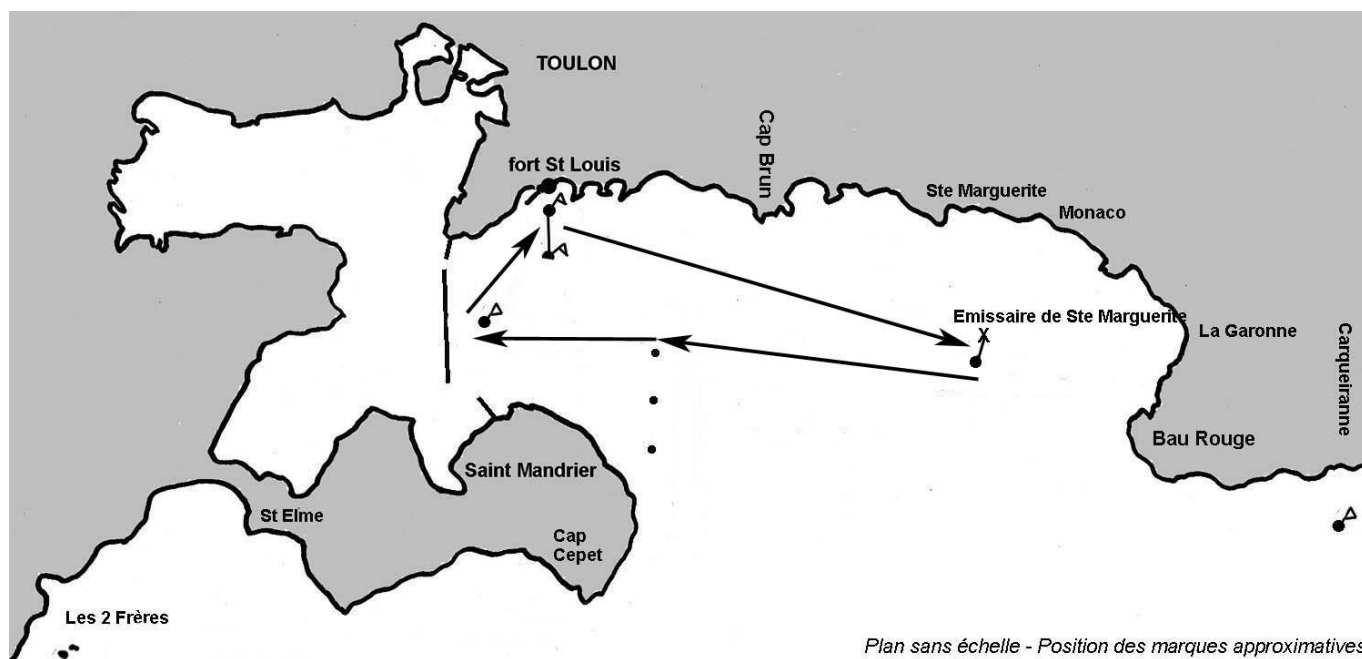 TOULON
fort St Louis
Cap Brun
Ste Marguerite
Monaco
Emissaire de Ste Marguerite
X
La Garonne
Carqueiranne
Bau Rouge
Saint Mandrier
St Elme
Cap
Cepet
Les 2 Frères
Plan sans échelle - Position des marques approximatives